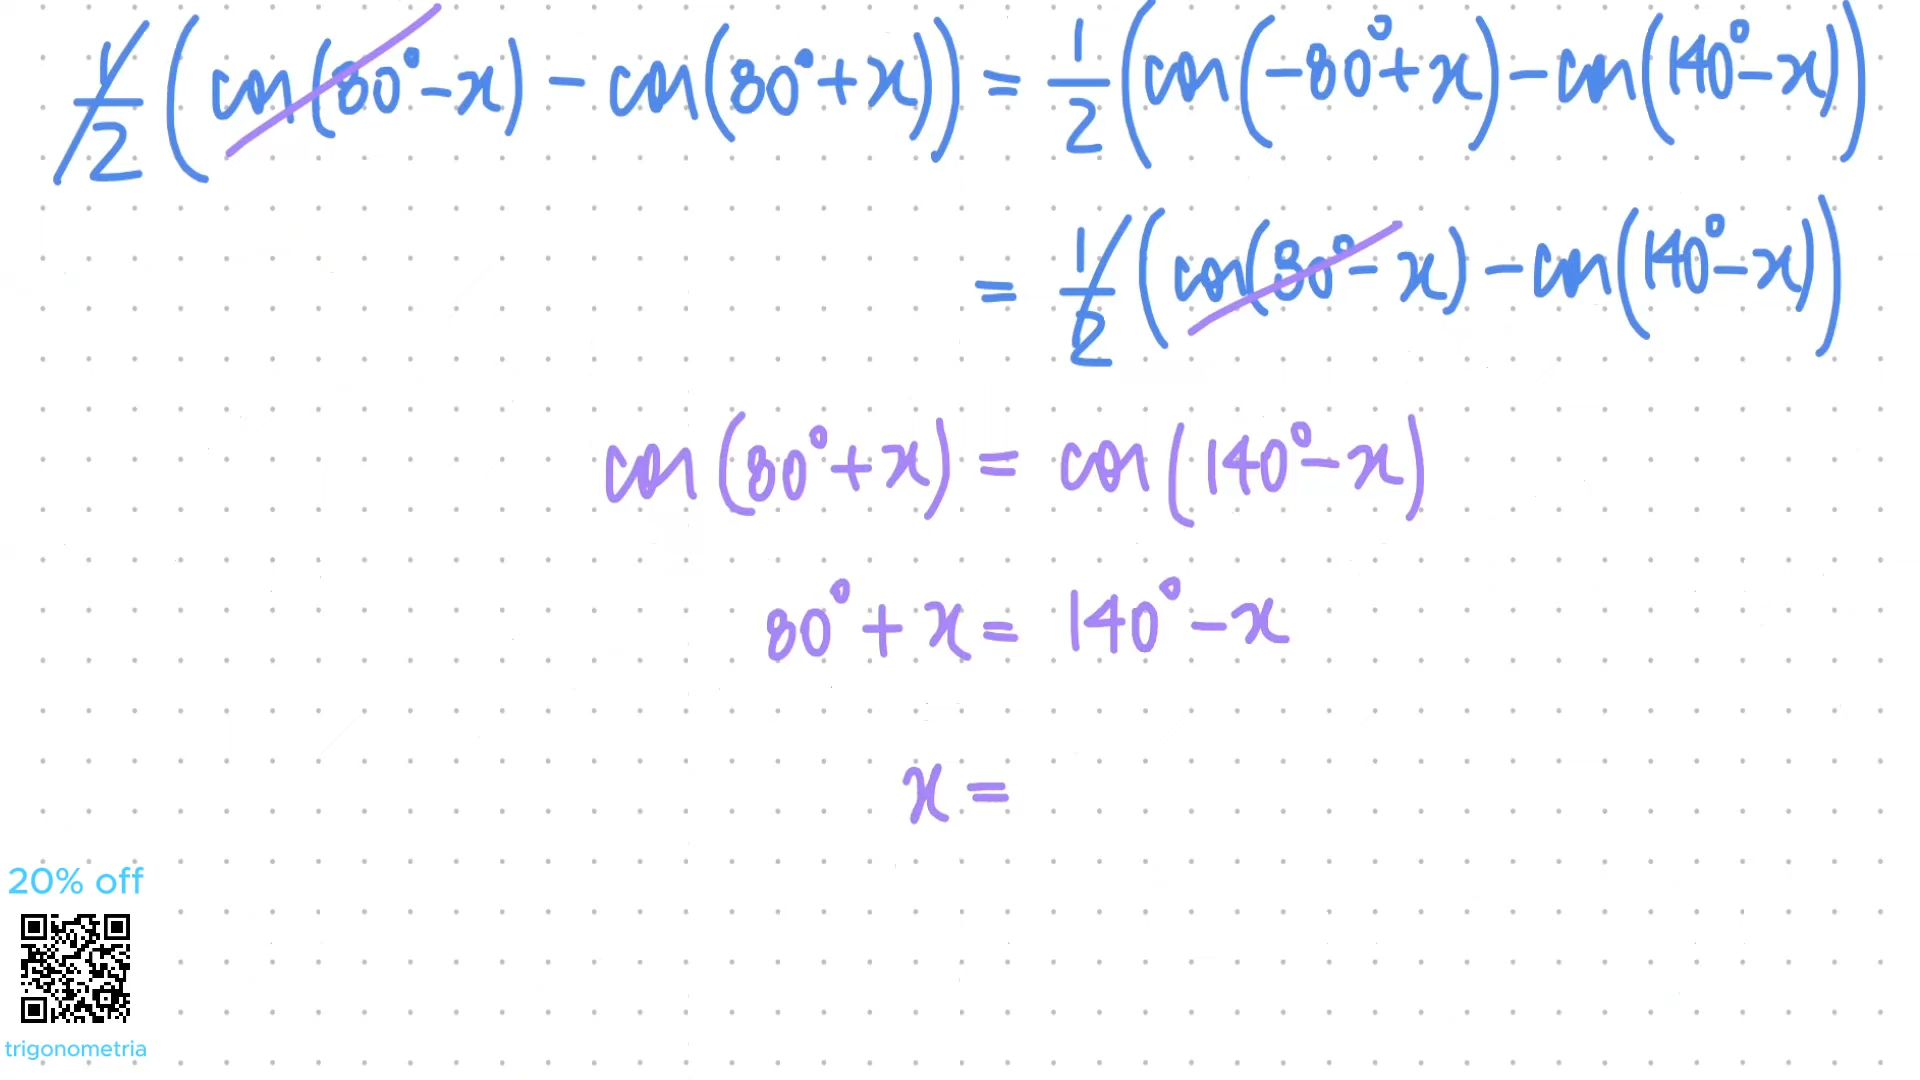 1/2 (cos(80°-x) - cos(80°+x)) = 1/2 (cos(-80°+x) - cos(140°-x))
= 1/2 (cos(80°-x) - cos(140°-x))
cos(80°+x) = cos(140°-x)
80°+x = 140°-x
x =
20% off
trigonometria